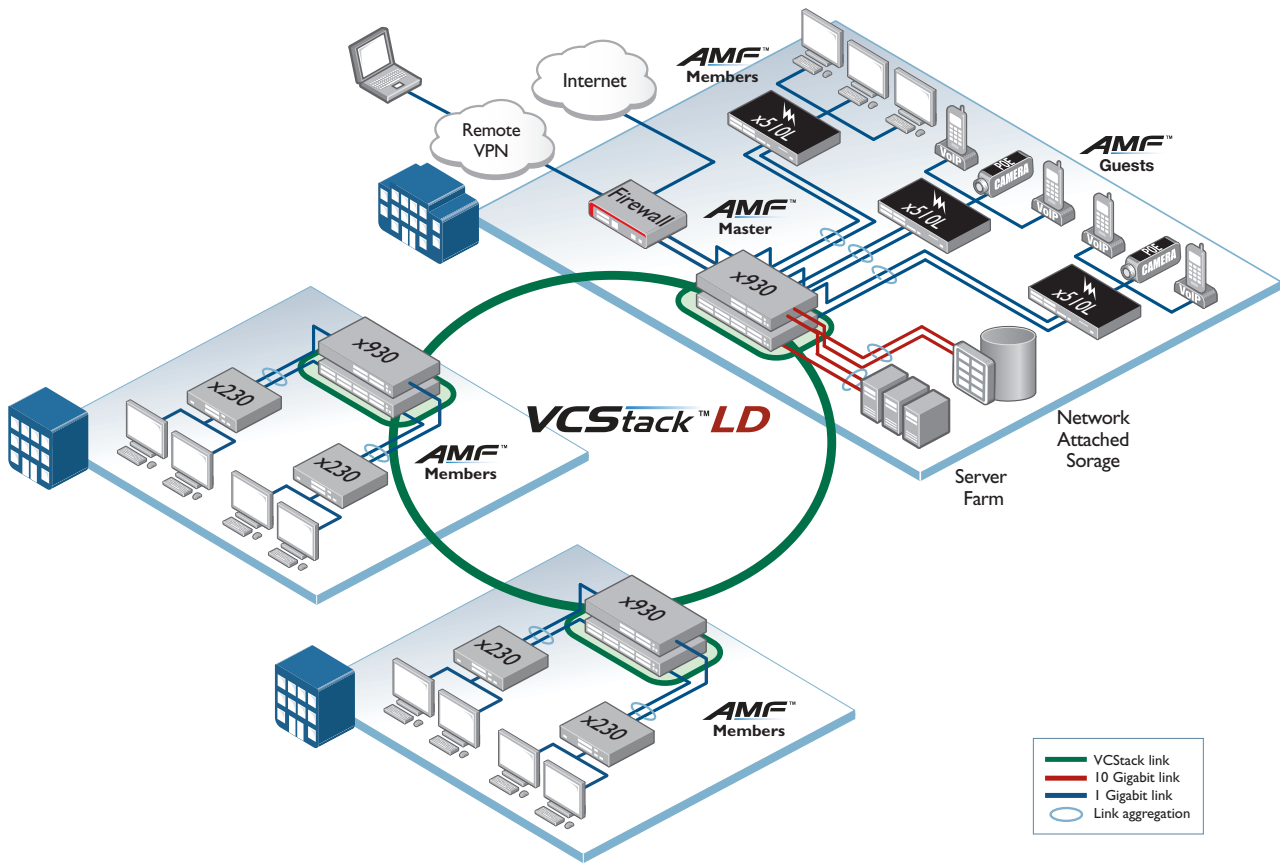 AMF™
Members
Internet
Remote
VPN
x510L
VoIP
AMF™
Guests
POE
CAMERA
VoIP
Firewall
AMF™
Master
x510L
VoIP
POE
CAMERA
VoIP
x930
x510L
x930
x230
VCStack™ LD
Network
Attached
Sorage
x230
AMF™
Members
Server
Farm
x930
x230
AMF™
Members
x230
VCStack link
10 Gigabit link
1 Gigabit link
Link aggregation